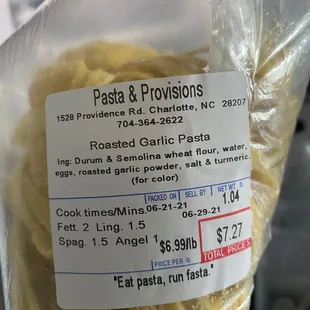 Pasta & Provisions
1528 Providence Rd. Charlotte, NC 28207
704-364-2622
Roasted Garlic Pasta
Ing: Durum & Semolina wheat flour, water,
eggs, roasted garlic powder, salt & turmeric.
(for color)
PACKED ON SELL BY NET WT. LB
Cook times/Mins. 06-21-21 06-29-21 1.04
Fett. 2 Ling. 1.5
Spag. 1.5 Angel 1 $6.99/lb $7.27
PRICE PER lb TOTAL PRICE $
"Eat pasta, run fasta."